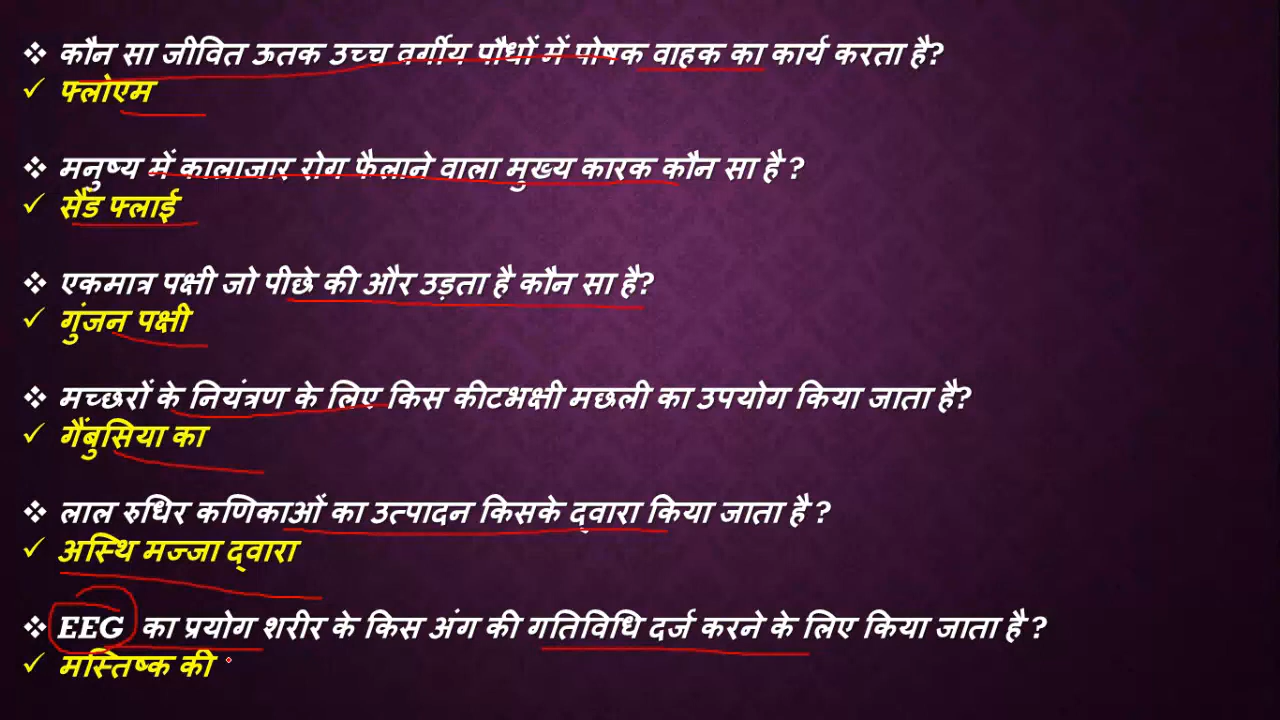 ❖ कौन सा जीवित ऊतक उच्च वर्गीय पौधों में पोषक वाहक का कार्य करता है?
✓ फ्लोएम
❖ मनुष्य में कालाजार रोग फैलाने वाला मुख्य कारक कौन सा है ?
✓ सैंड फ्लाई
❖ एकमात्र पक्षी जो पीछे की और उड़ता है कौन सा है?
✓ गुंजन पक्षी
❖ मच्छरों के नियंत्रण के लिए किस कीटभक्षी मछली का उपयोग किया जाता है?
✓ गैंबुसिया का
❖ लाल रुधिर कणिकाओं का उत्पादन किसके द्वारा किया जाता है ?
✓ अस्थि मज्जा द्वारा
❖ EEG का प्रयोग शरीर के किस अंग की गतिविधि दर्ज करने के लिए किया जाता है ?
✓ मस्तिष्क की